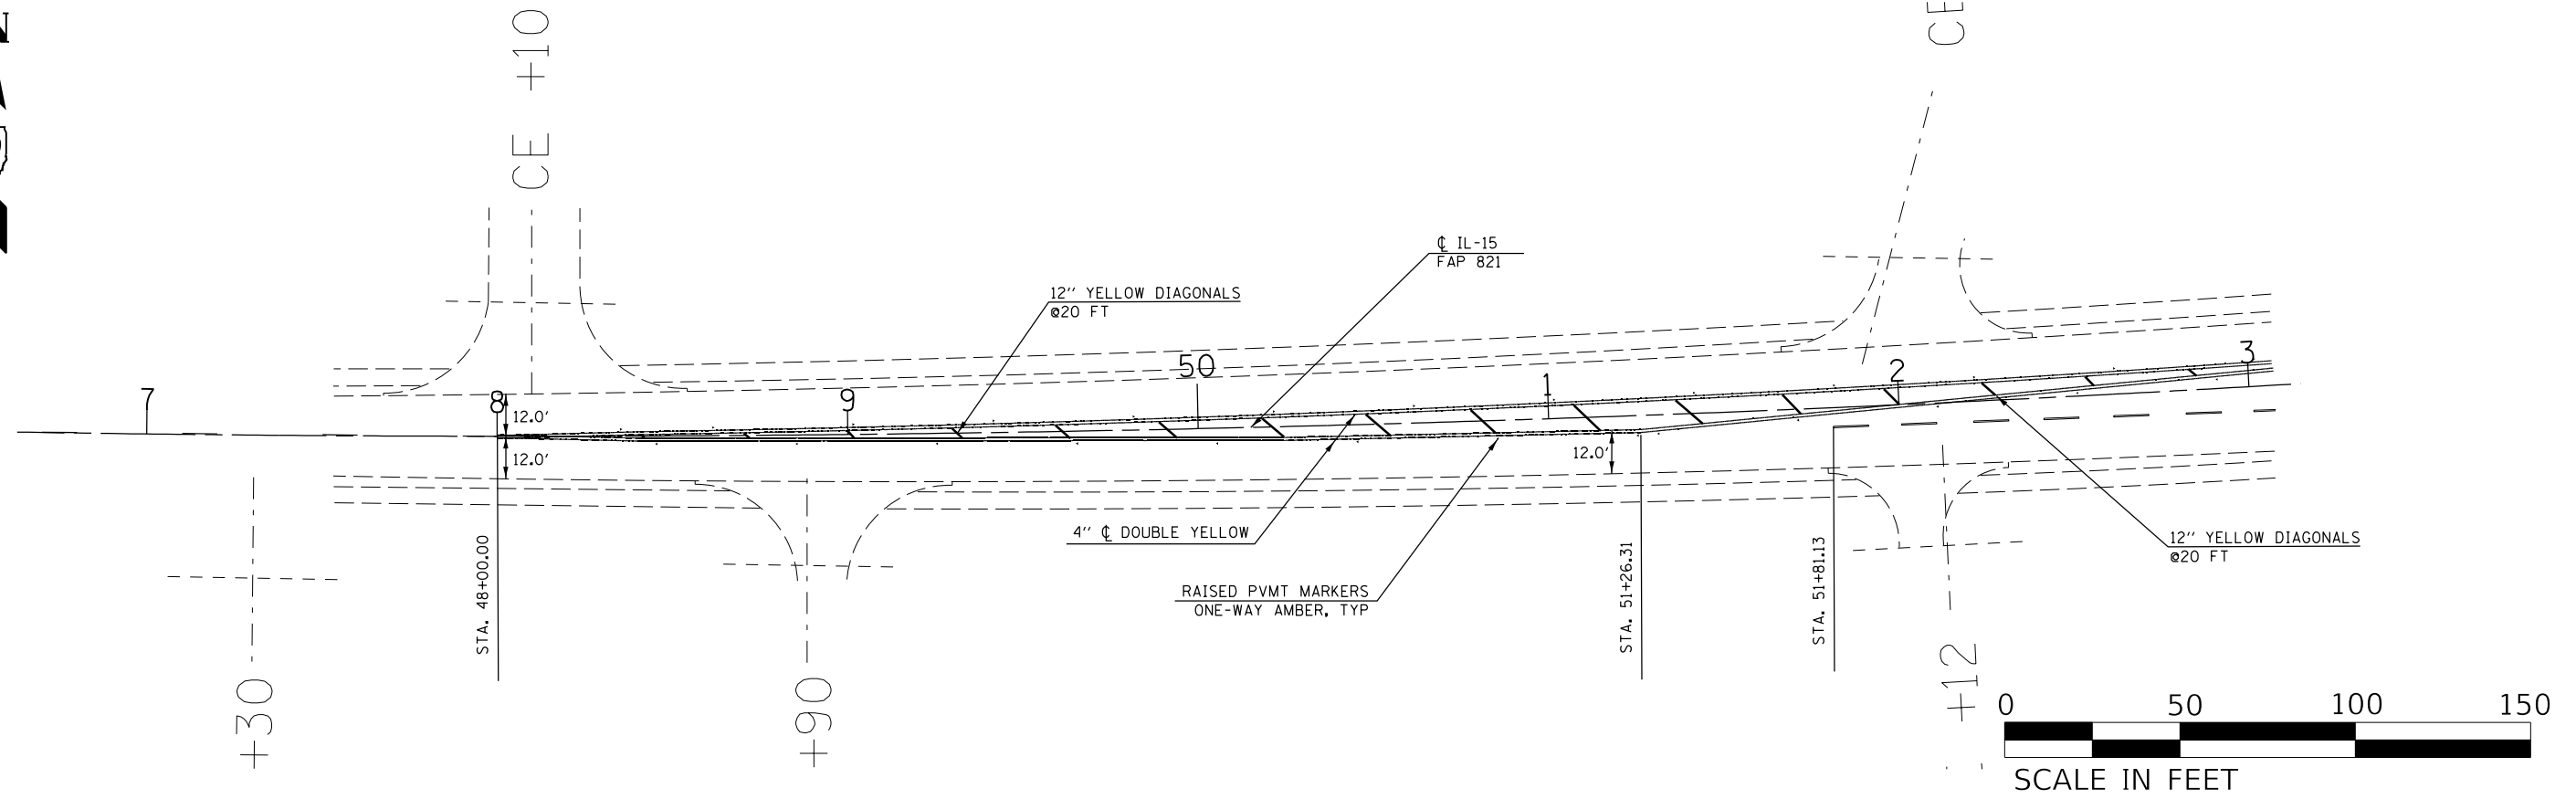 N
CE +10
CE
℄ IL-15
FAP 821
12" YELLOW DIAGONALS
@20 FT
7
8
9
50
1
2
3
12.0'
12.0'
12.0'
4" ℄ DOUBLE YELLOW
RAISED PVMT MARKERS
ONE-WAY AMBER, TYP
12" YELLOW DIAGONALS
@20 FT
STA. 48+00.00
STA. 51+26.31
STA. 51+81.13
+30
+90
+12
0 50 100 150
SCALE IN FEET